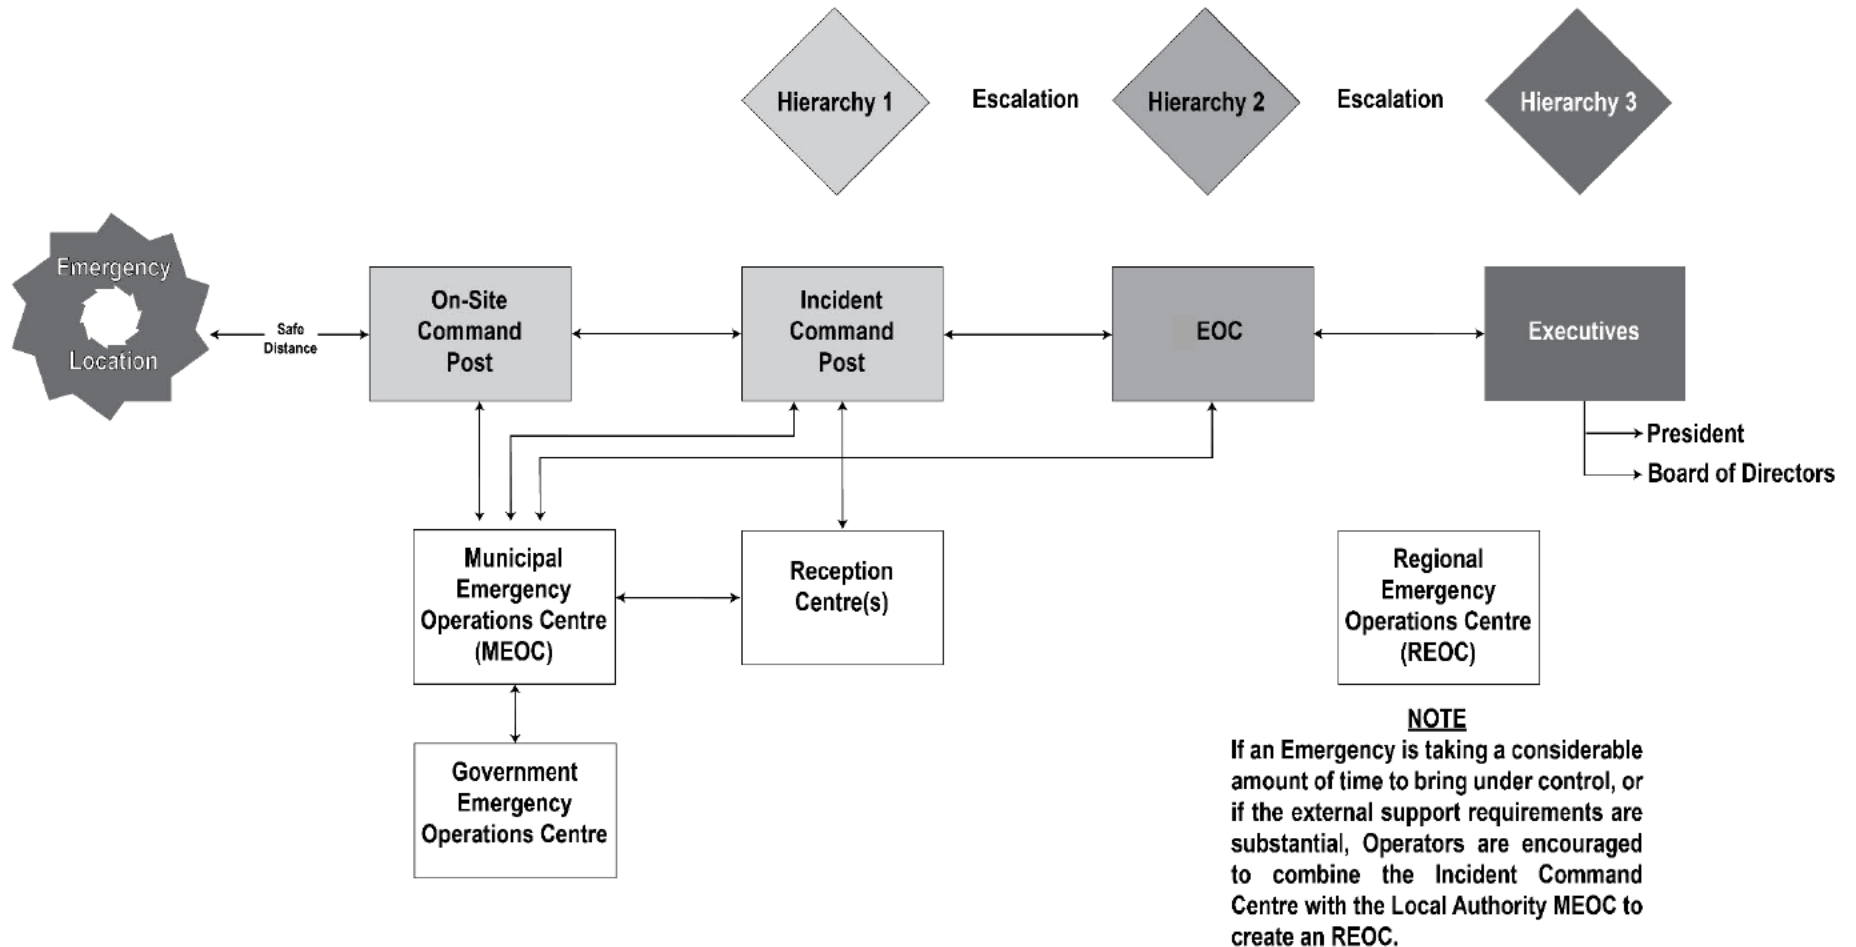 Hierarchy 1
Escalation
Hierarchy 2
Escalation
Hierarchy 3
Emergency
Location
Safe
Distance
On-Site
Command
Post
Incident
Command
Post
EOC
Executives
President
Board of Directors
Municipal
Emergency
Operations Centre
(MEOC)
Reception
Centre(s)
Regional
Emergency
Operations Centre
(REOC)
Government
Emergency
Operations Centre
NOTE
If an Emergency is taking a considerable
amount of time to bring under control, or
if the external support requirements are
substantial, Operators are encouraged
to combine the Incident Command
Centre with the Local Authority MEOC to
create an REOC.